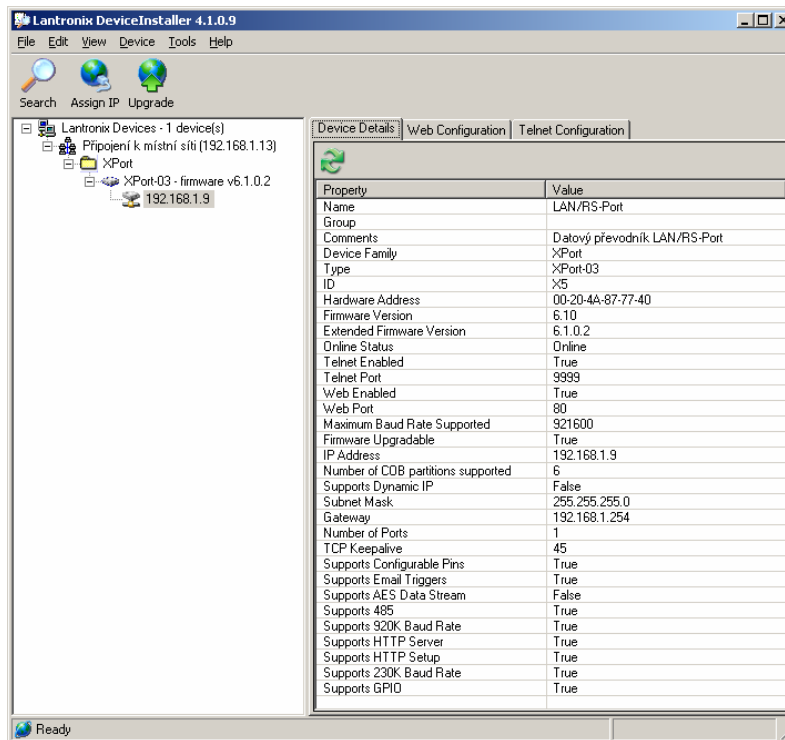 Lantronix DeviceInstaller 4.1.0.9
File Edit View Device Tools Help
Search Assign IP Upgrade
Lantronix Devices - 1 device(s)
Připojení k místní síti (192.168.1.13)
XPort
XPort-03 - firmware v6.1.0.2
192.168.1.9
Device Details Web Configuration Telnet Configuration
Property Value
Name LAN/RS-Port
Group
Comments Datový převodník LAN/RS-Port
Device Family XPort
Type XPort-03
ID X5
Hardware Address 00-20-4A-87-77-40
Firmware Version 6.10
Extended Firmware Version 6.1.0.2
Online Status Online
Telnet Enabled True
Telnet Port 9999
Web Enabled True
Web Port 80
Maximum Baud Rate Supported 921600
Firmware Upgradable True
IP Address 192.168.1.9
Number of COB partitions supported 6
Supports Dynamic IP False
Subnet Mask 255.255.255.0
Gateway 192.168.1.254
Number of Ports 1
TCP Keepalive 45
Supports Configurable Pins True
Supports Email Triggers True
Supports AES Data Stream False
Supports 485 True
Supports 920K Baud Rate True
Supports HTTP Server True
Supports HTTP Setup True
Supports 230K Baud Rate True
Supports GPIO True
Ready